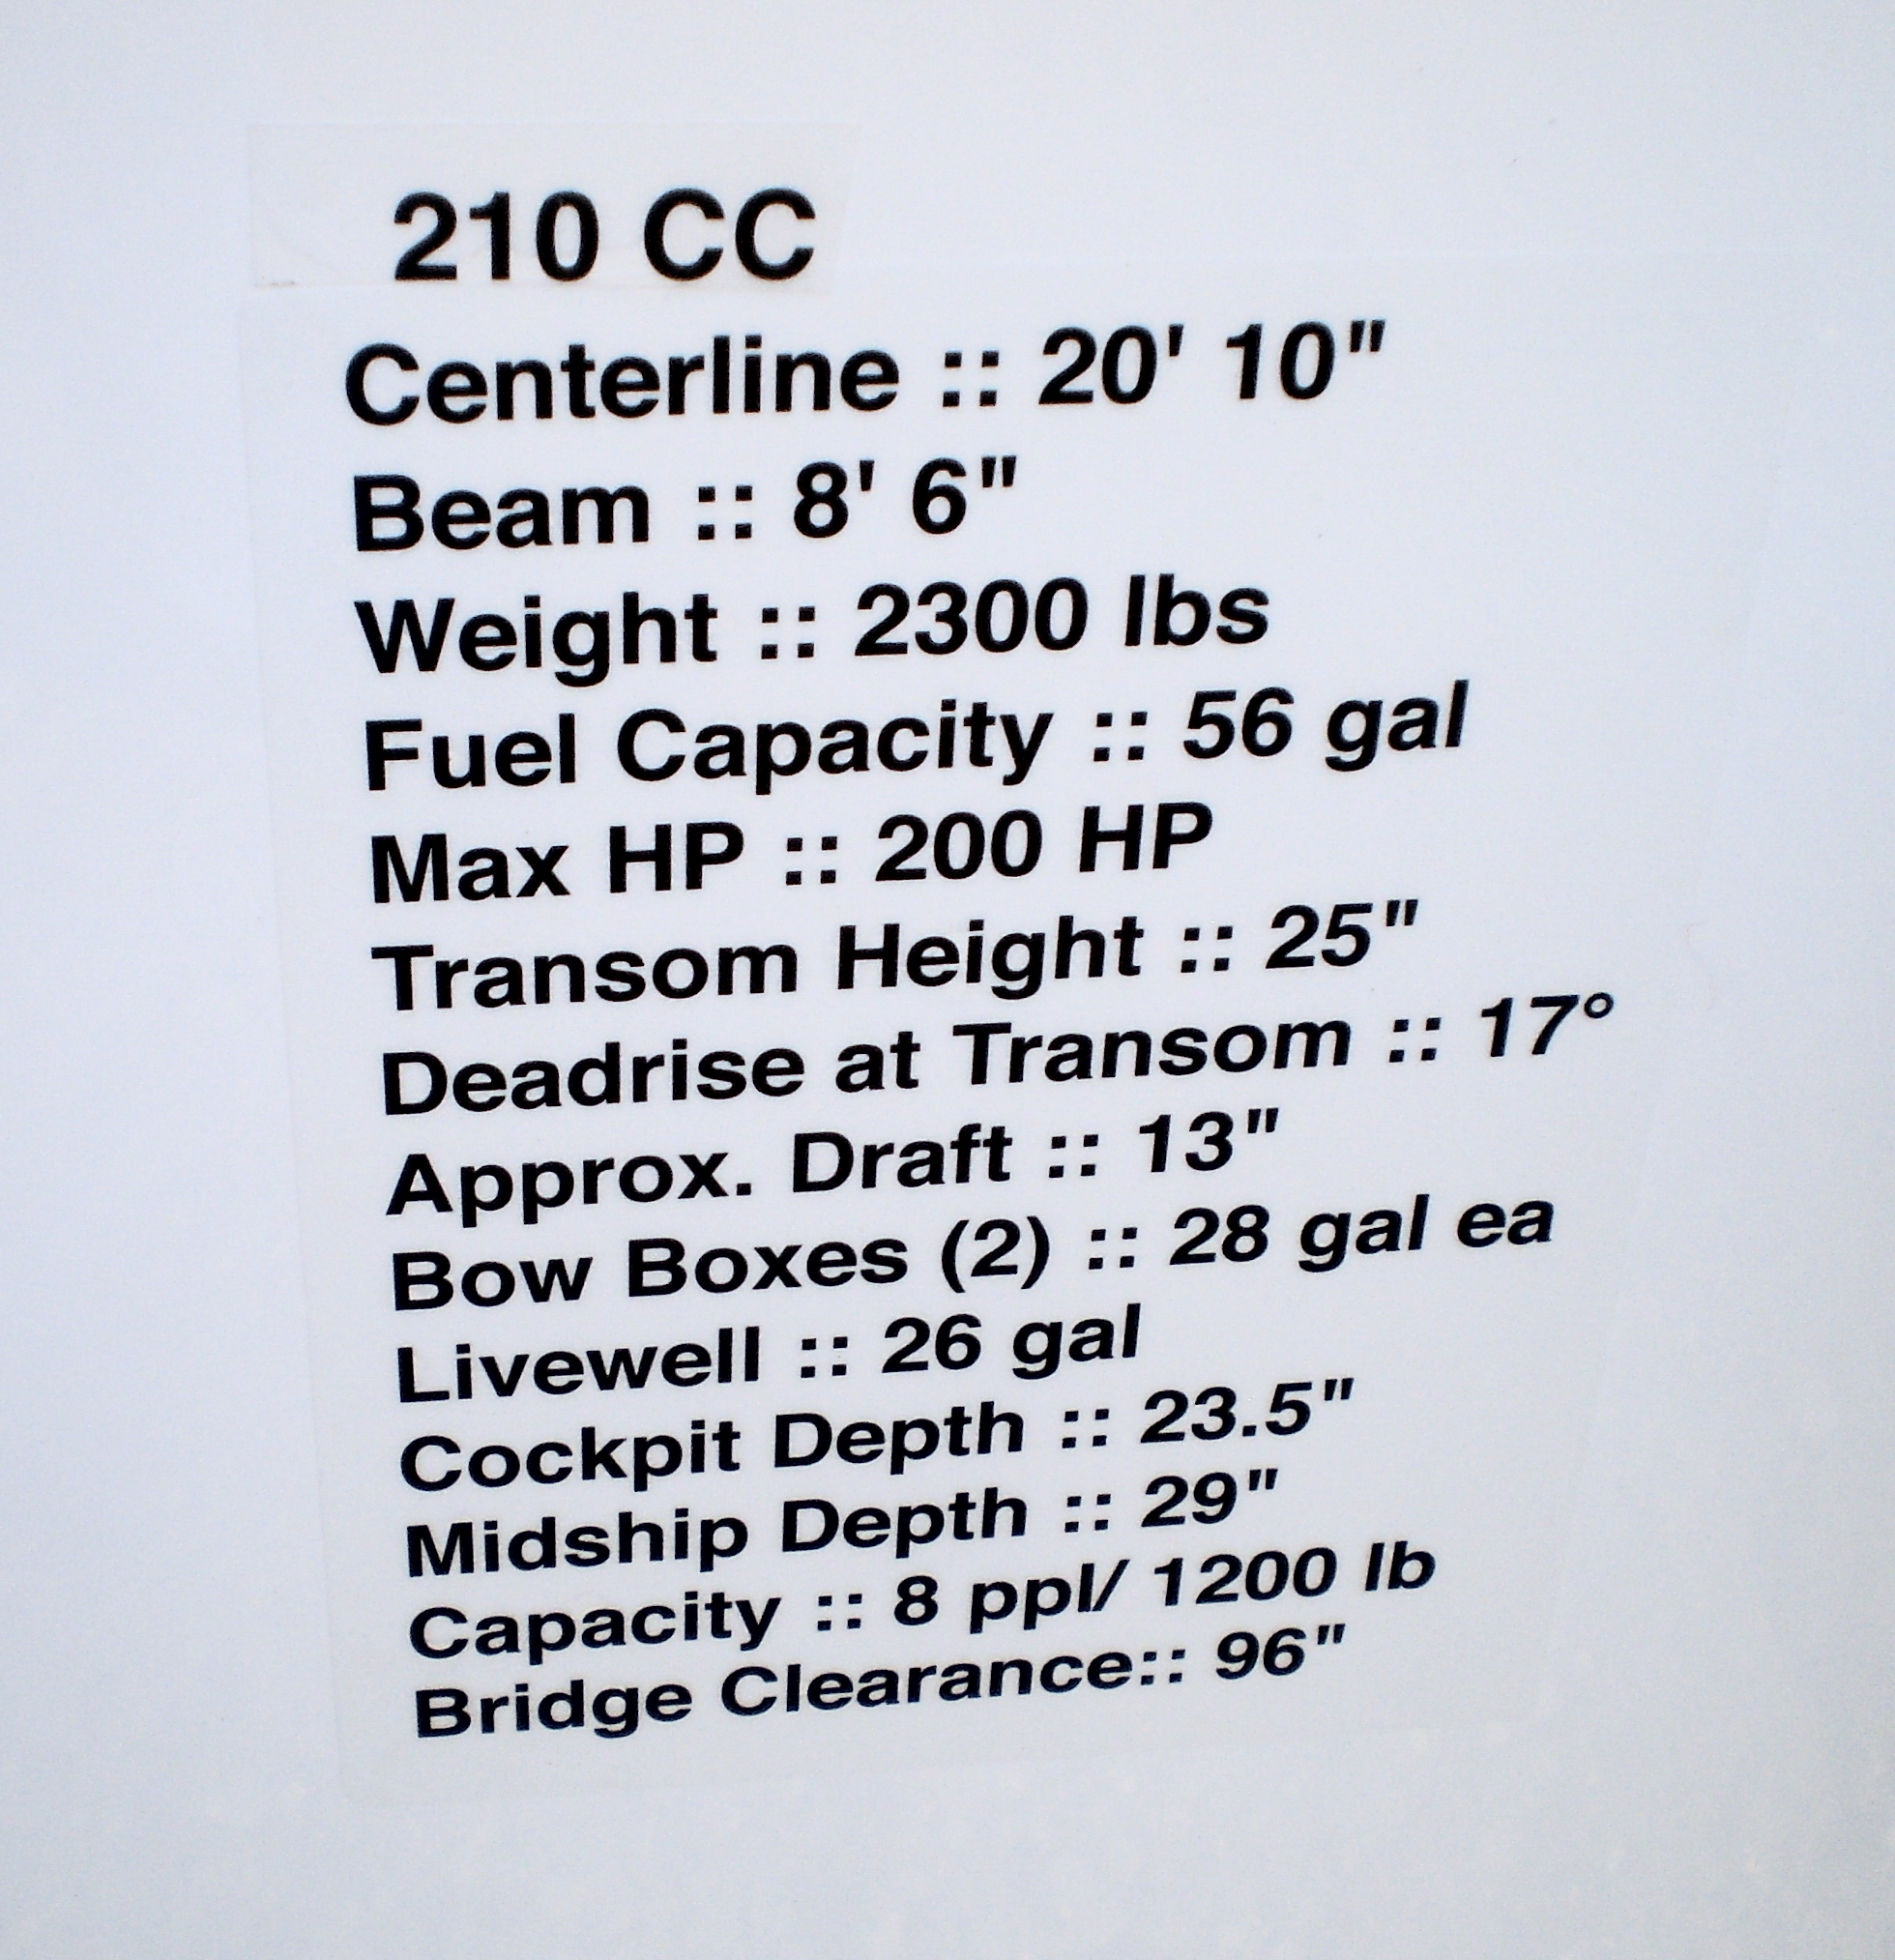 210 CC
Centerline :: 20' 10"
Beam :: 8' 6"
Weight :: 2300 lbs
Fuel Capacity :: 56 gal
Max HP :: 200 HP
Transom Height :: 25"
Deadrise at Transom :: 17°
Approx. Draft :: 13"
Bow Boxes (2) :: 28 gal ea
Livewell :: 26 gal
Cockpit Depth :: 23.5"
Midship Depth :: 29"
Capacity :: 8 ppl/ 1200 lb
Bridge Clearance:: 96"